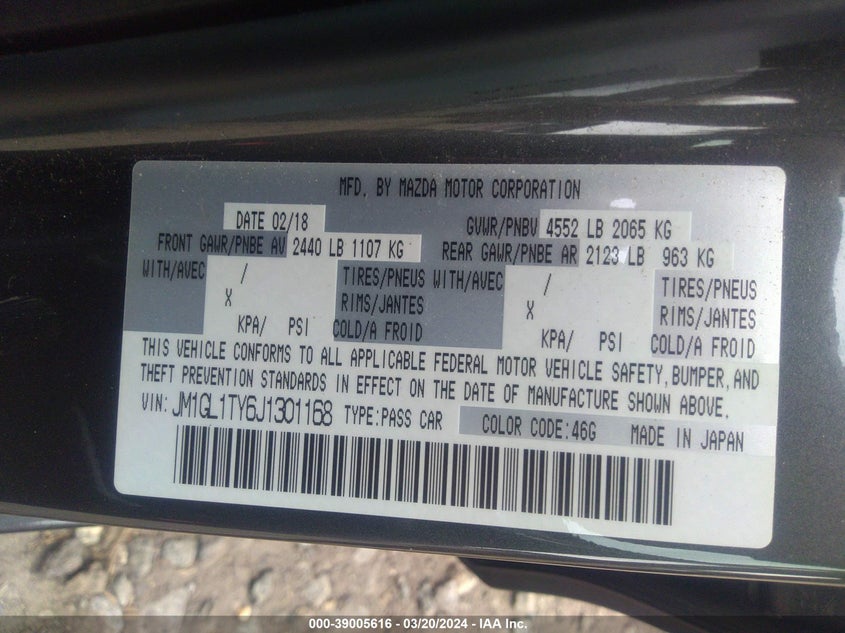 MFD. BY MAZDA MOTOR CORPORATION
DATE 02/18 GVWR/PNBV 4552 LB 2065 KG
FRONT GAWR/PNBE AV 2440 LB 1107 KG REAR GAWR/PNBE AR 2123 LB 963 KG
WITH/AVEC / TIRES/PNEUS WITH/AVEC / TIRES/PNEUS
X RIMS/JANTES X RIMS/JANTES
KPA/ PSI COLD/A FROID KPA/ PSI COLD/A FROID
THIS VEHICLE CONFORMS TO ALL APPLICABLE FEDERAL MOTOR VEHICLE SAFETY, BUMPER, AND
THEFT PREVENTION STANDARDS IN EFFECT ON THE DATE OF MANUFACTURE SHOWN ABOVE.
VIN: JM1GL1TY6J1301168 TYPE:PASS CAR COLOR CODE:46G MADE IN JAPAN
000-39005616 - 03/20/2024 - IAA Inc.